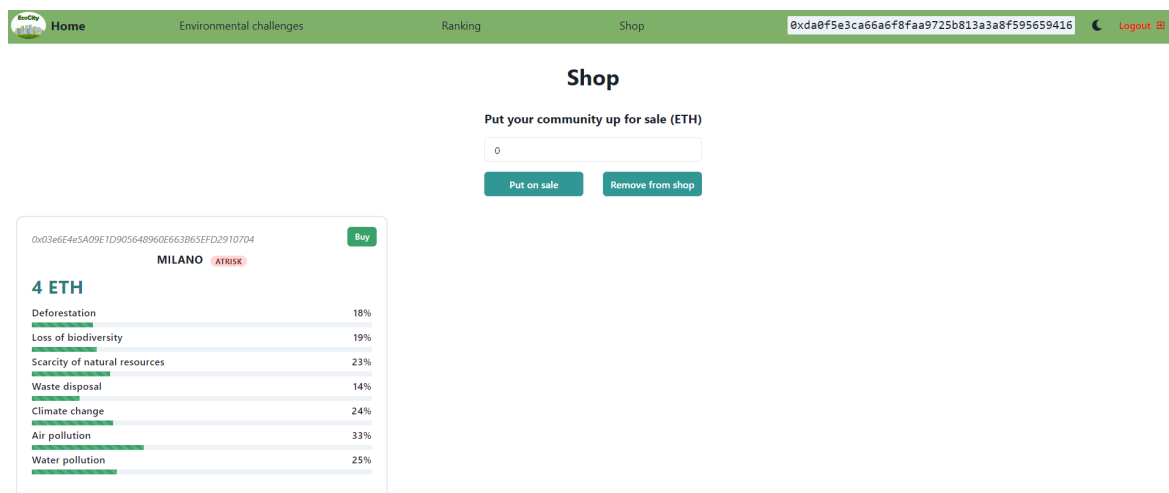 EcoCity
Home Environmental challenges Ranking Shop 0xda0f5e3ca66a6f8faa9725b813a3a8f595659416 Logout
Shop
Put your community up for sale (ETH)
0
Put on sale Remove from shop
0x03e6E4e5A09E1D905648960E663B65EFD2910704 Buy
MILANO ATRISK
4 ETH
Deforestation 18%
Loss of biodiversity 19%
Scarcity of natural resources 23%
Waste disposal 14%
Climate change 24%
Air pollution 33%
Water pollution 25%